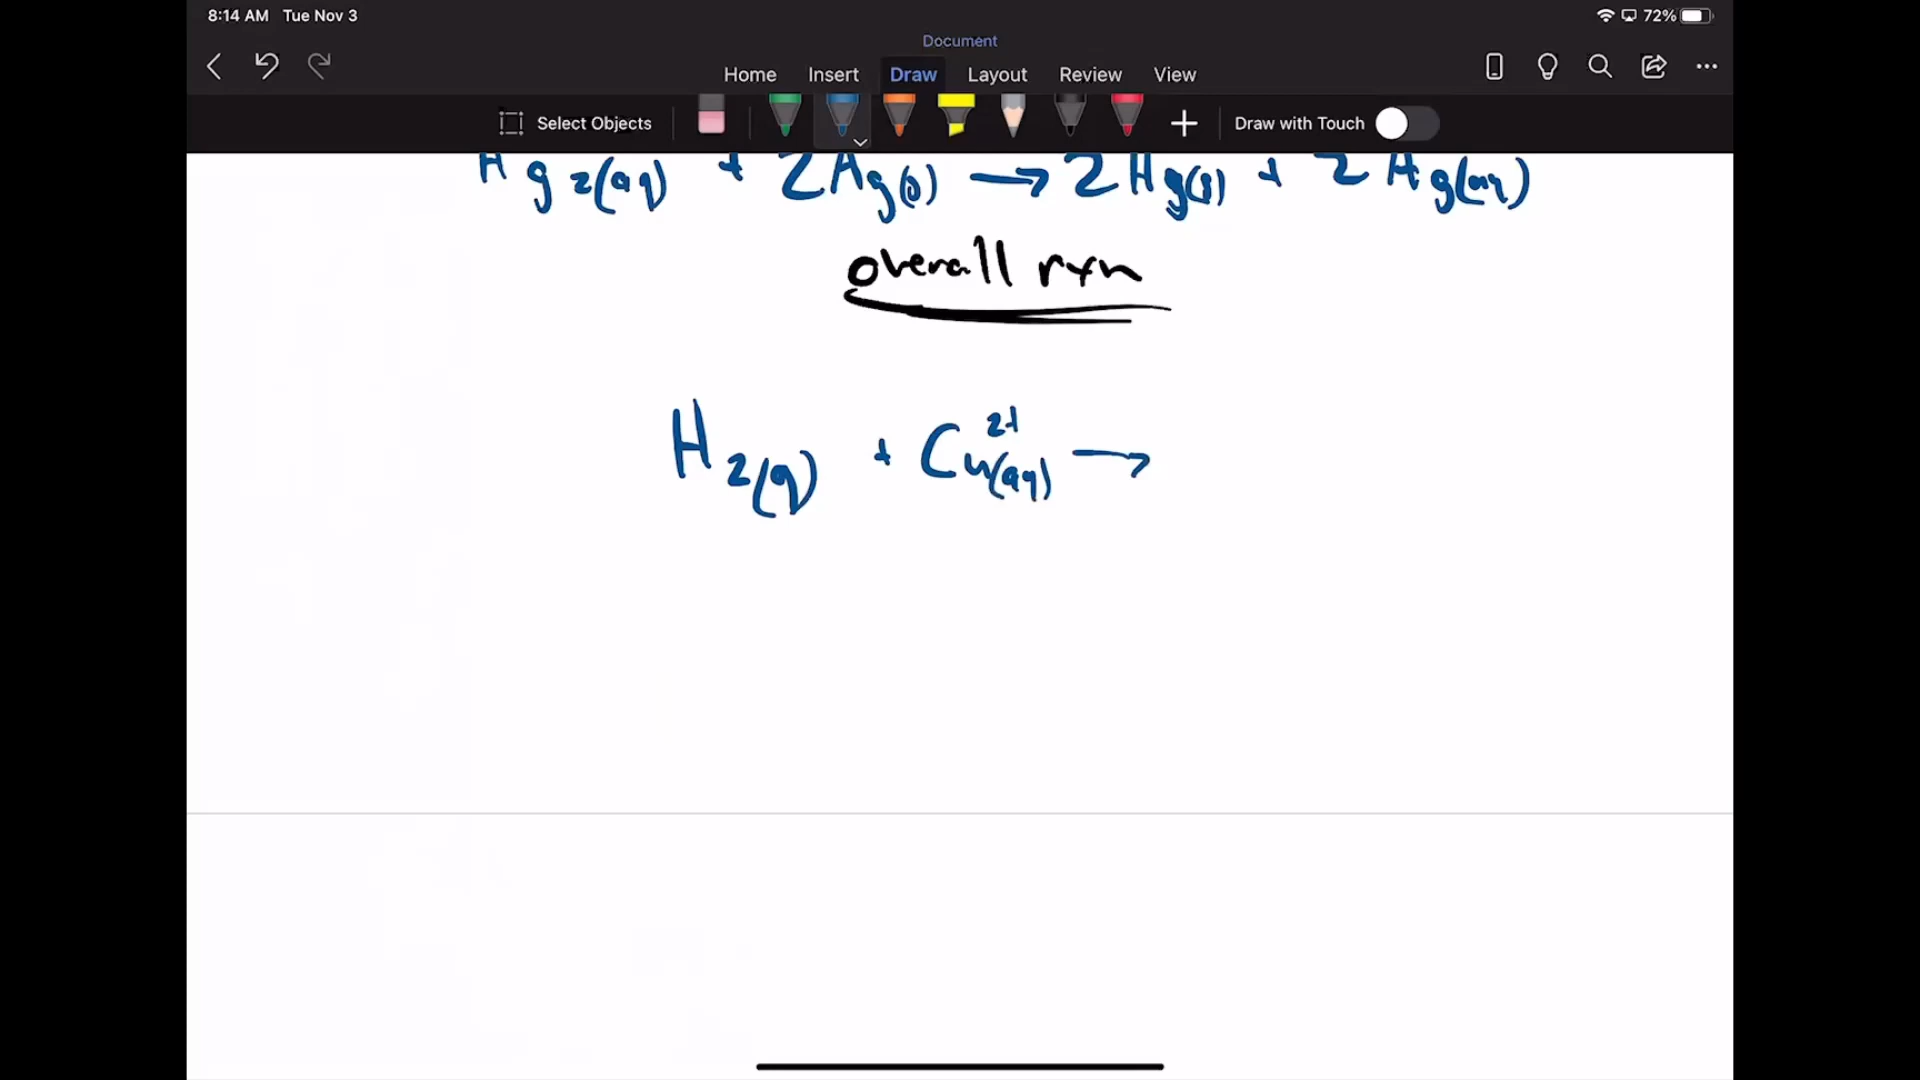 8:14 AM Tue Nov 3 72%
Document
Home Insert Draw Layout Review View
Select Objects Draw with Touch
Hg2(aq) + 2Ag(s) → 2Hg(l) + 2Ag(aq)
overall rxn
H2(g) + Cu²⁺(aq) →